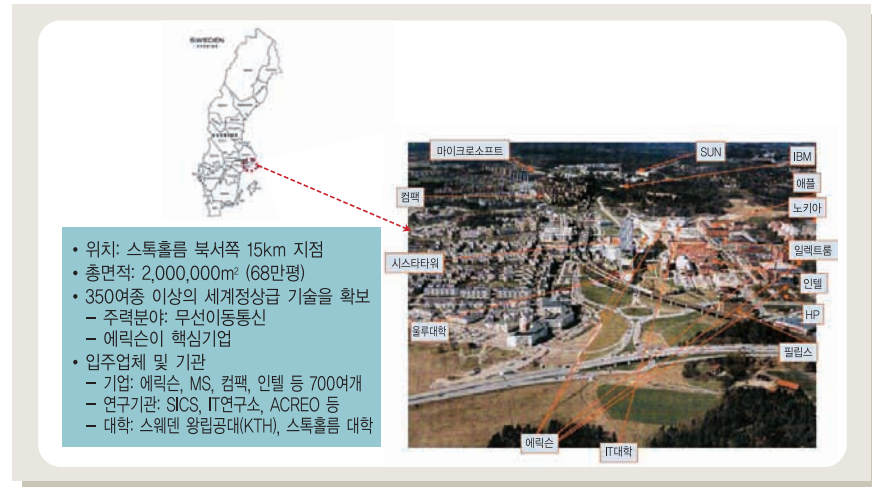 SWEDEN
• 위치: 스톡홀름 북서쪽 15km 지점
• 총면적: 2,000,000m² (68만평)
• 350여종 이상의 세계정상급 기술을 확보
– 주력분야: 무선이동통신
– 에릭슨이 핵심기업
• 입주업체 및 기관
– 기업: 에릭슨, MS, 컴팩, 인텔 등 700여개
– 연구기관: SICS, IT연구소, ACREO 등
– 대학: 스웨덴 왕립공대(KTH), 스톡홀름 대학
마이크로소프트
SUN
IBM
애플
컴팩
노키아
일렉트룸
시스타타워
인텔
HP
울루대학
필립스
에릭슨
IT대학